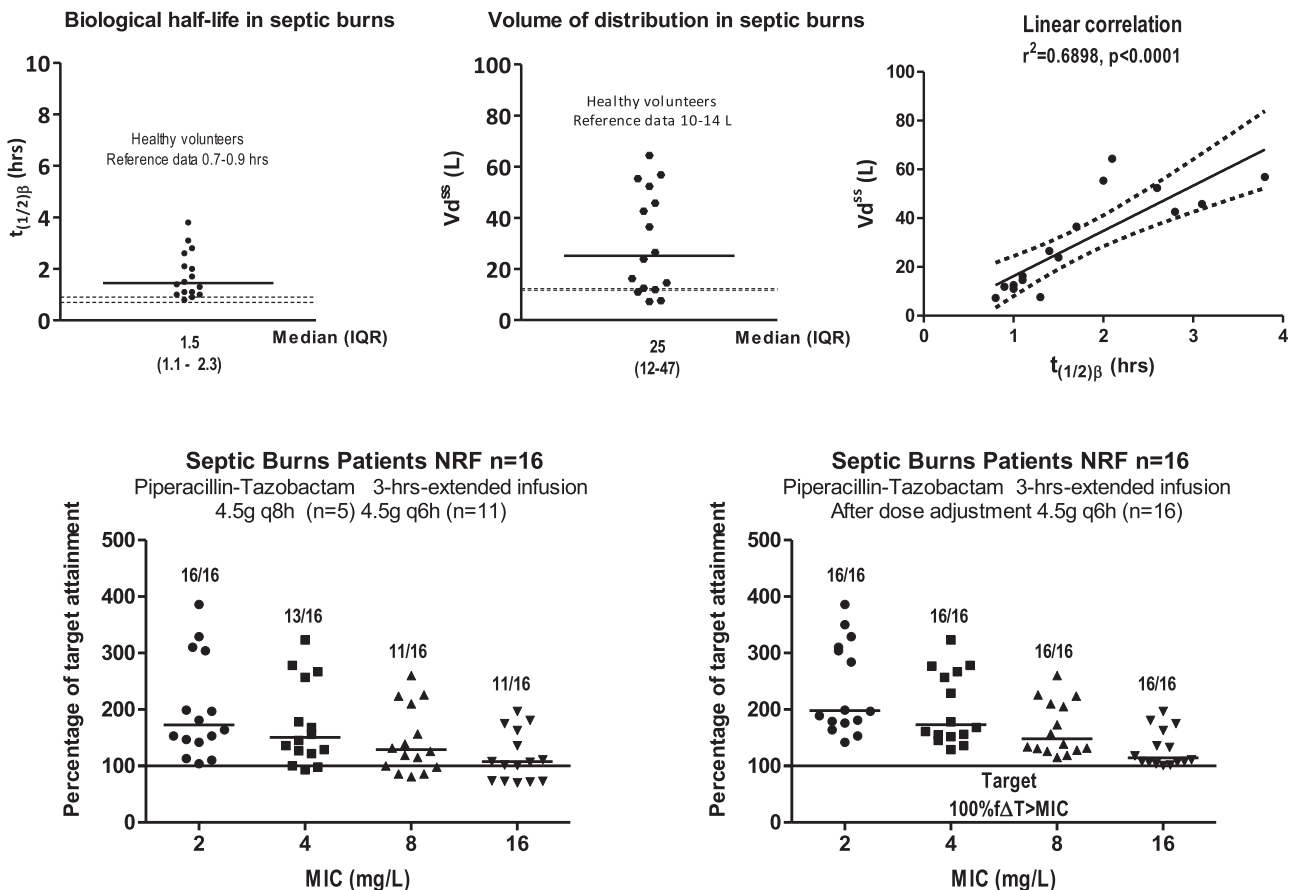 Biological half-life in septic burns
10
8
6
4
2
0
t(1/2)β (hrs)
Healthy volunteers
Reference data 0.7-0.9 hrs
Median (IQR)
1.5
(1.1 - 2.3)
Volume of distribution in septic burns
100
80
60
40
20
0
Vdss (L)
Healthy volunteers
Reference data 10-14 L
Median (IQR)
25
(12-47)
Linear correlation
r2=0.6898, p<0.0001
100
80
60
40
20
0
Vdss (L)
0 1 2 3 4
t(1/2)β (hrs)
Septic Burns Patients NRF n=16
Piperacillin-Tazobactam 3-hrs-extended infusion
4.5g q8h (n=5) 4.5g q6h (n=11)
500
400
300
200
100
0
Percentage of target attainment
16/16
13/16
11/16
11/16
2 4 8 16
MIC (mg/L)
Septic Burns Patients NRF n=16
Piperacillin-Tazobactam 3-hrs-extended infusion
After dose adjustment 4.5g q6h (n=16)
500
400
300
200
100
0
Percentage of target attainment
16/16
16/16
16/16
16/16
Target
100%fΔT>MIC
2 4 8 16
MIC (mg/L)